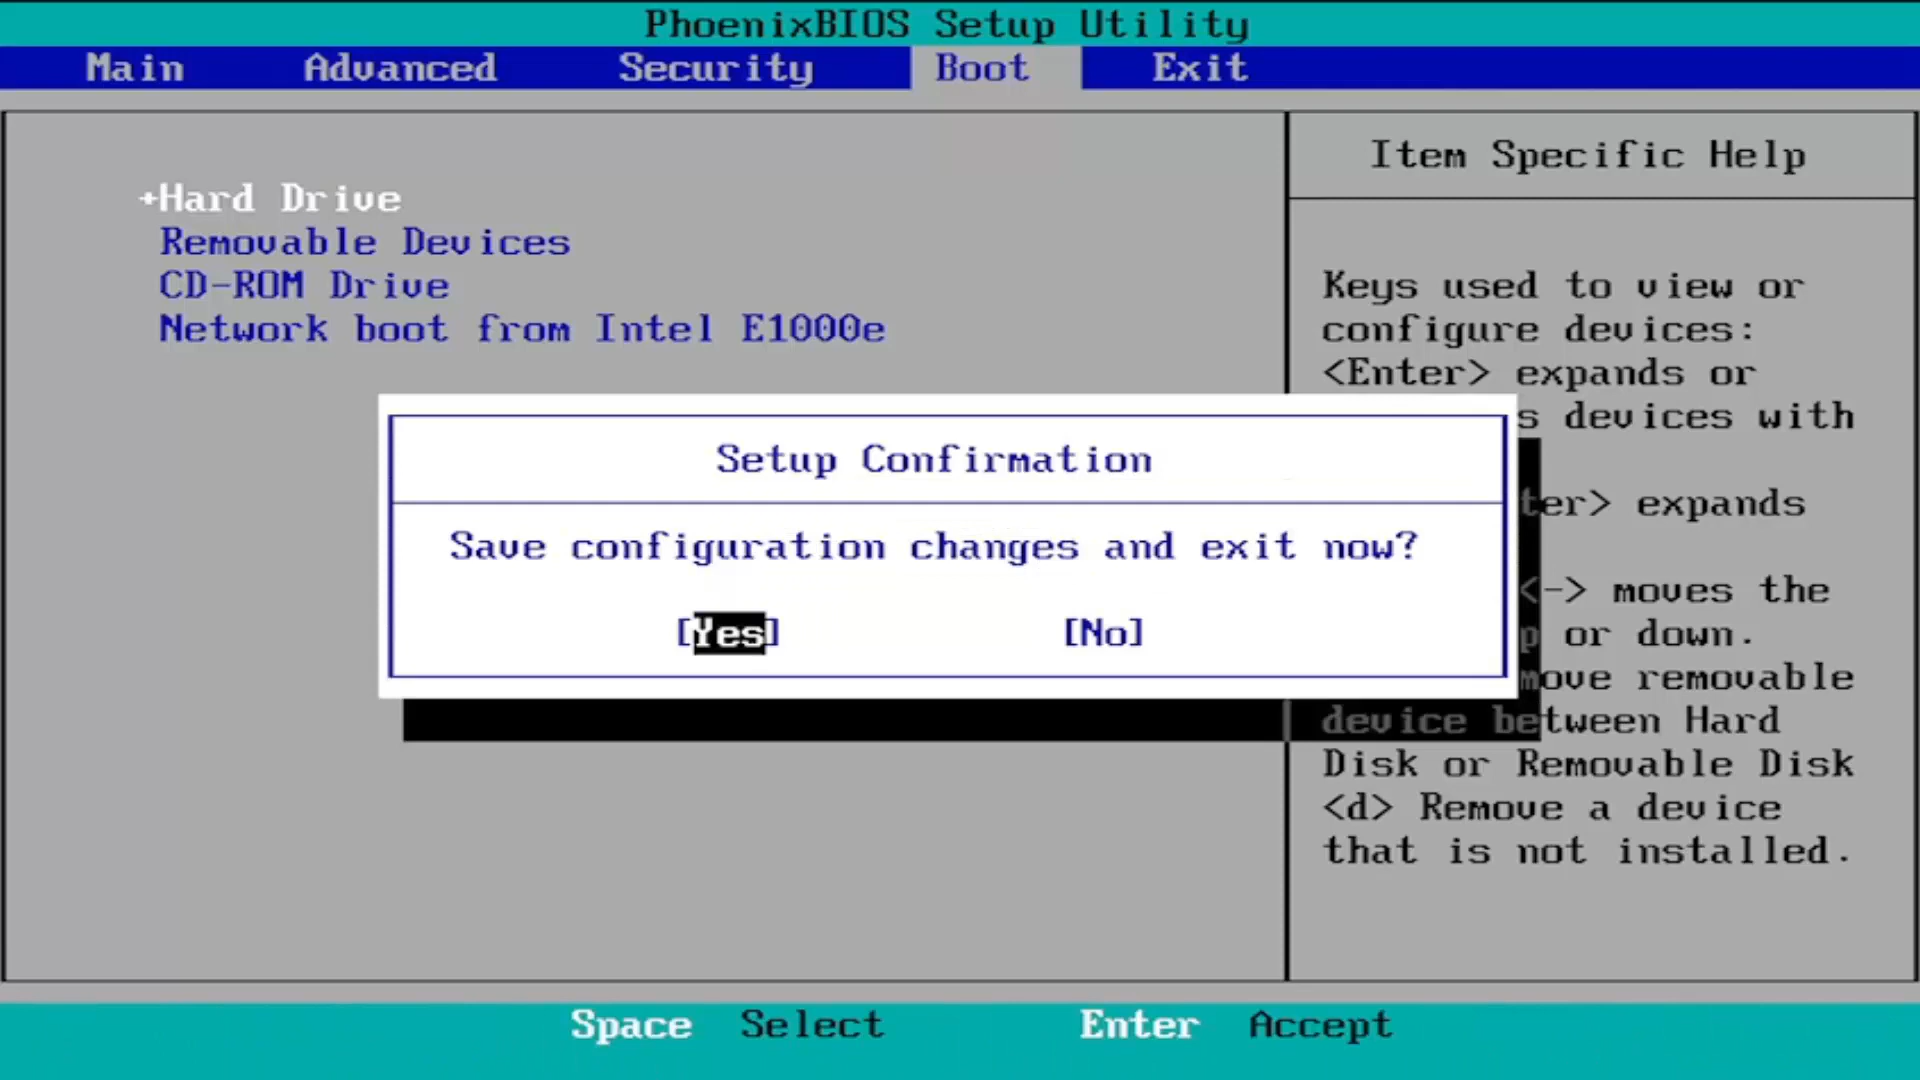 PhoenixBIOS Setup Utility
Main Advanced Security Boot Exit
+Hard Drive
Removable Devices
CD-ROM Drive
Network boot from Intel E1000e
Setup Confirmation
Save configuration changes and exit now?
[Yes] [No]
Item Specific Help
Keys used to view or
configure devices:
<Enter> expands or
devices with
expands
<-> moves the
or down.
move removable
device between Hard
Disk or Removable Disk
<d> Remove a device
that is not installed.
Space Select Enter Accept